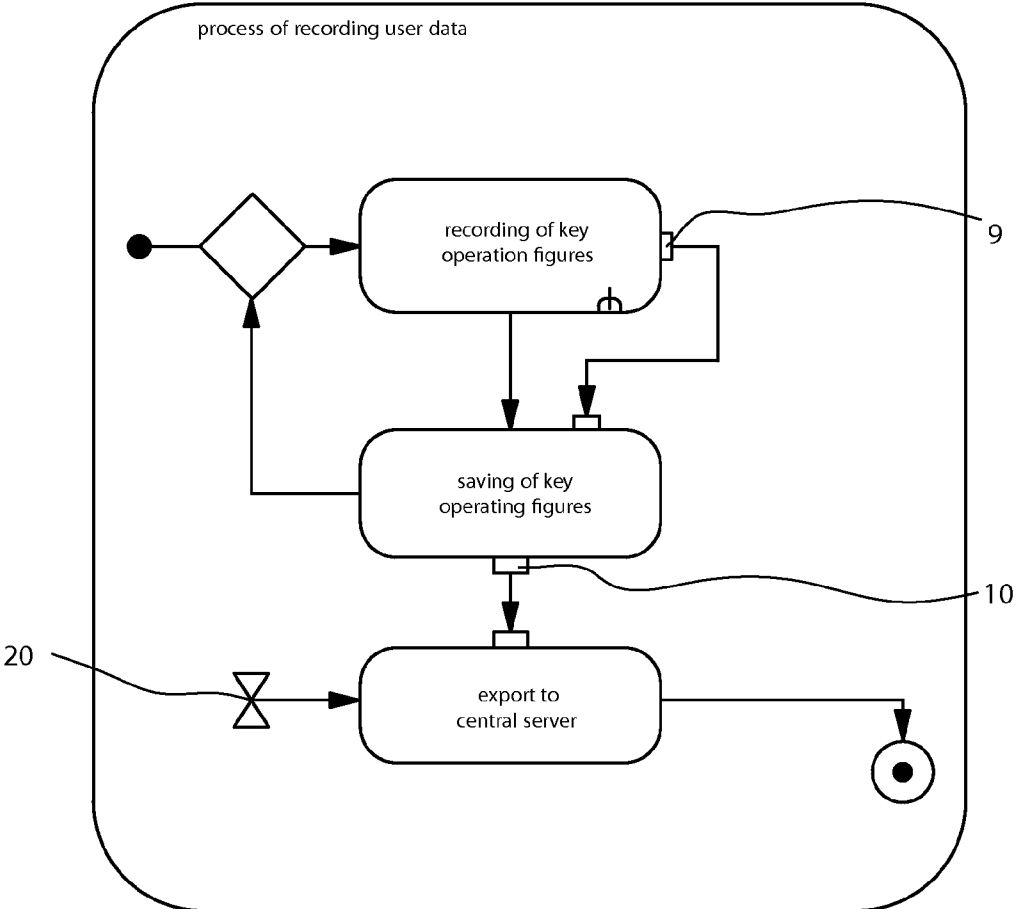 process of recording user data
recording of key
operation figures
9
saving of key
operating figures
10
20
export to
central server